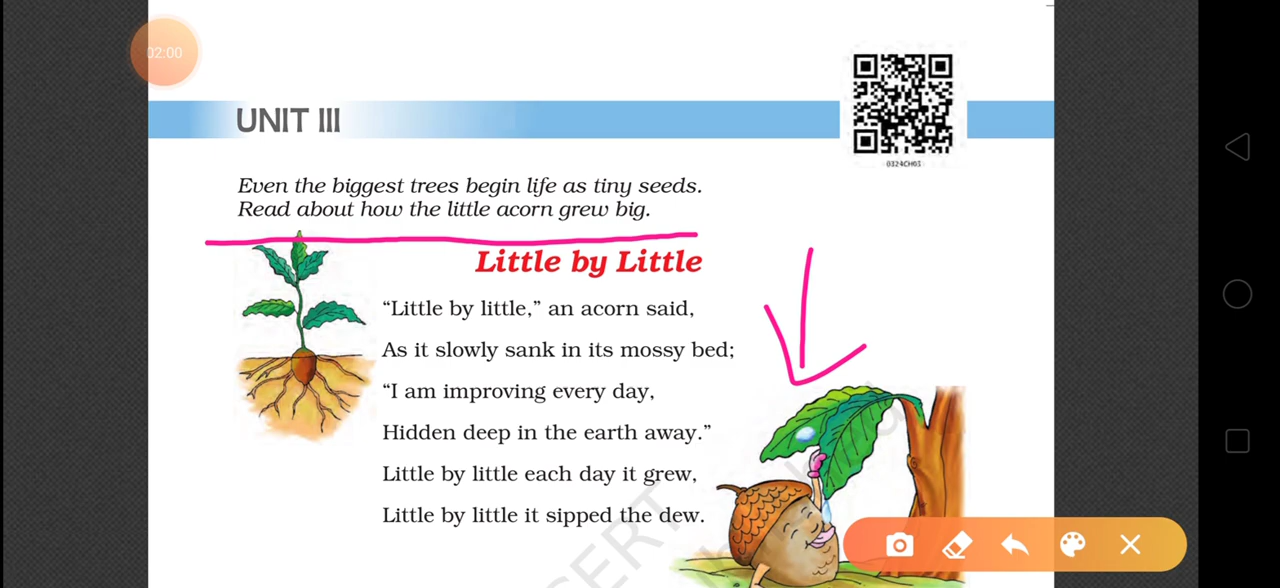 02:00
UNIT III
0324CH03
Even the biggest trees begin life as tiny seeds.
Read about how the little acorn grew big.
Little by Little
“Little by little,” an acorn said,
As it slowly sank in its mossy bed;
“I am improving every day,
Hidden deep in the earth away.”
Little by little each day it grew,
Little by little it sipped the dew.